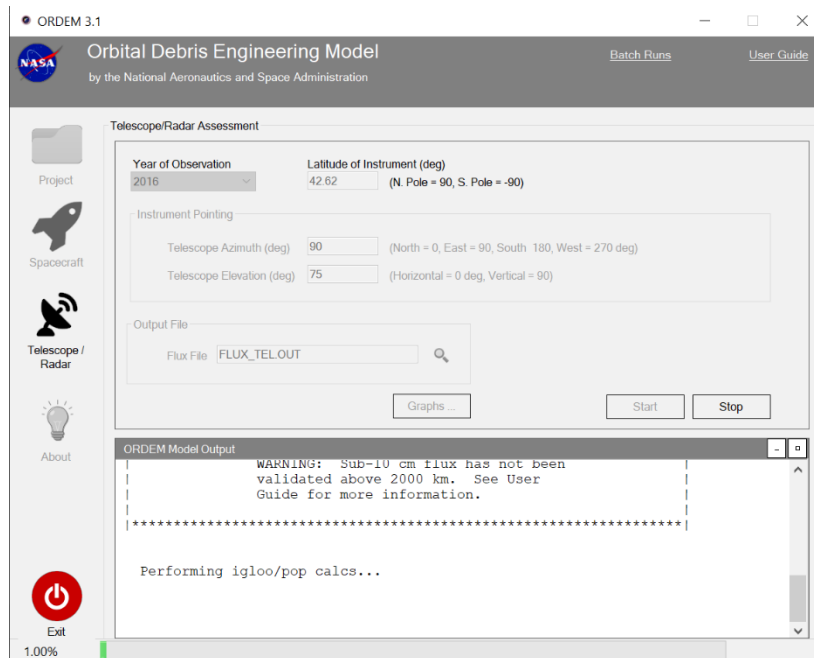 ORDEM 3.1
NASA
Orbital Debris Engineering Model
by the National Aeronautics and Space Administration
Batch Runs
User Guide
Project
Spacecraft
Telescope /
Radar
About
Exit
Telescope/Radar Assessment
Year of Observation
2016
Latitude of Instrument (deg)
42.62 (N. Pole = 90, S. Pole = -90)
Instrument Pointing
Telescope Azimuth (deg) 90 (North = 0, East = 90, South 180, West = 270 deg)
Telescope Elevation (deg) 75 (Horizontal = 0 deg, Vertical = 90)
Output File
Flux File FLUX_TEL.OUT
Graphs ...
Start
Stop
ORDEM Model Output
| WARNING: Sub-10 cm flux has not been |
| validated above 2000 km. See User |
| Guide for more information. |
| |
|******************************************************************|
Performing igloo/pop calcs...
1.00%